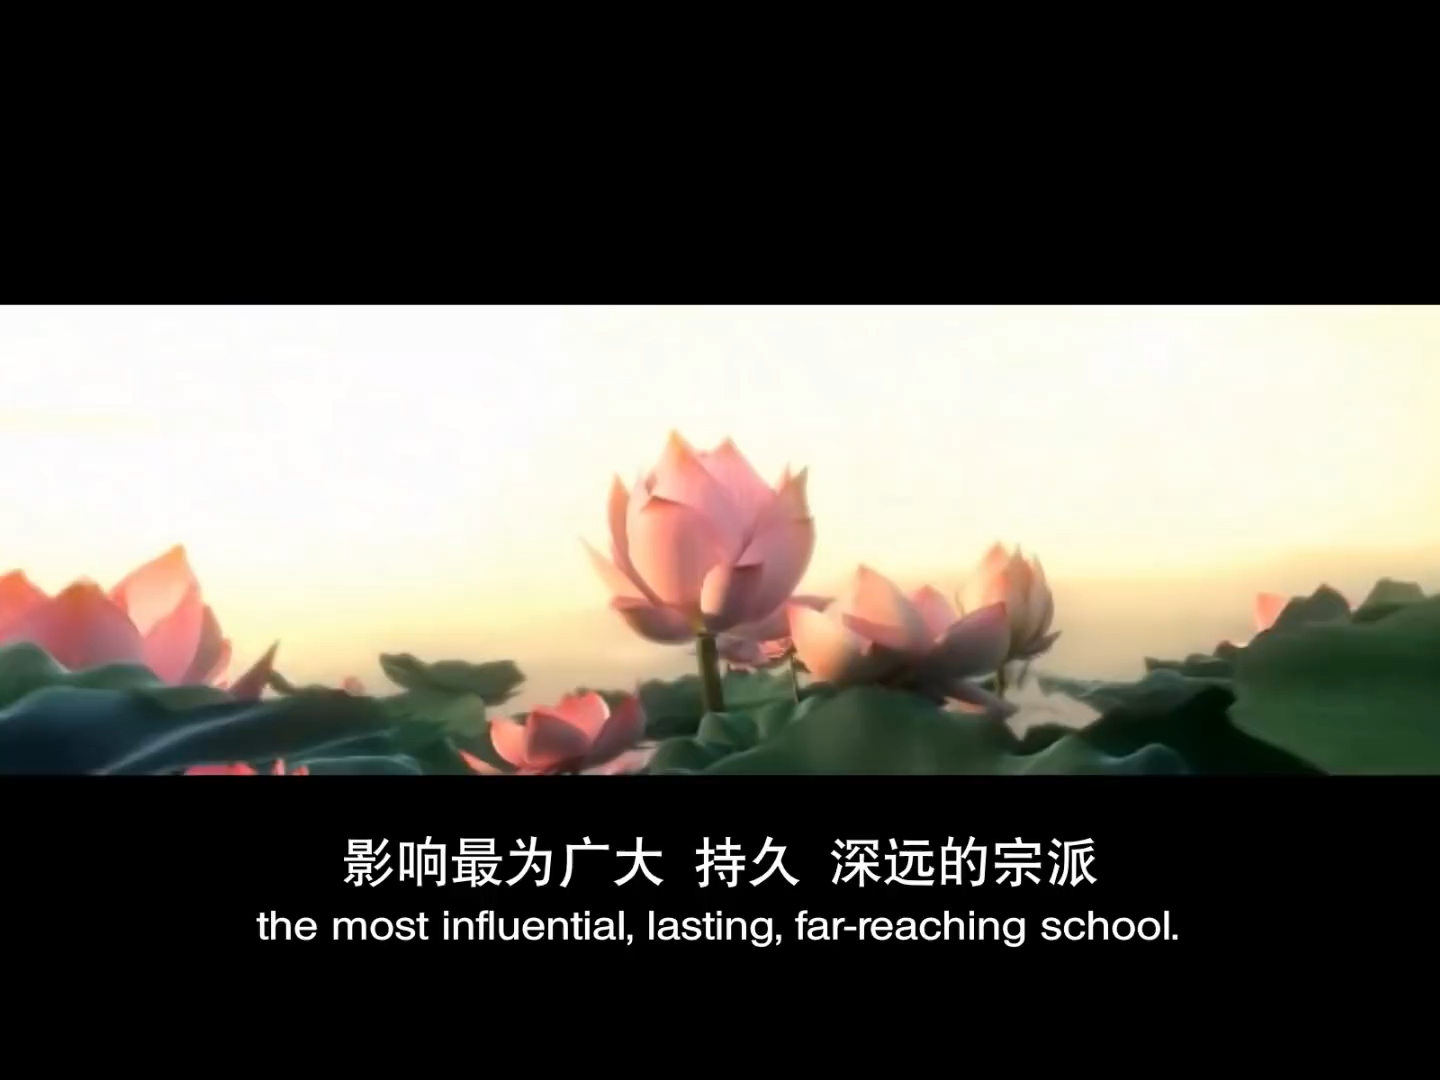 影响最为广大 持久 深远的宗派
the most influential, lasting, far-reaching school.